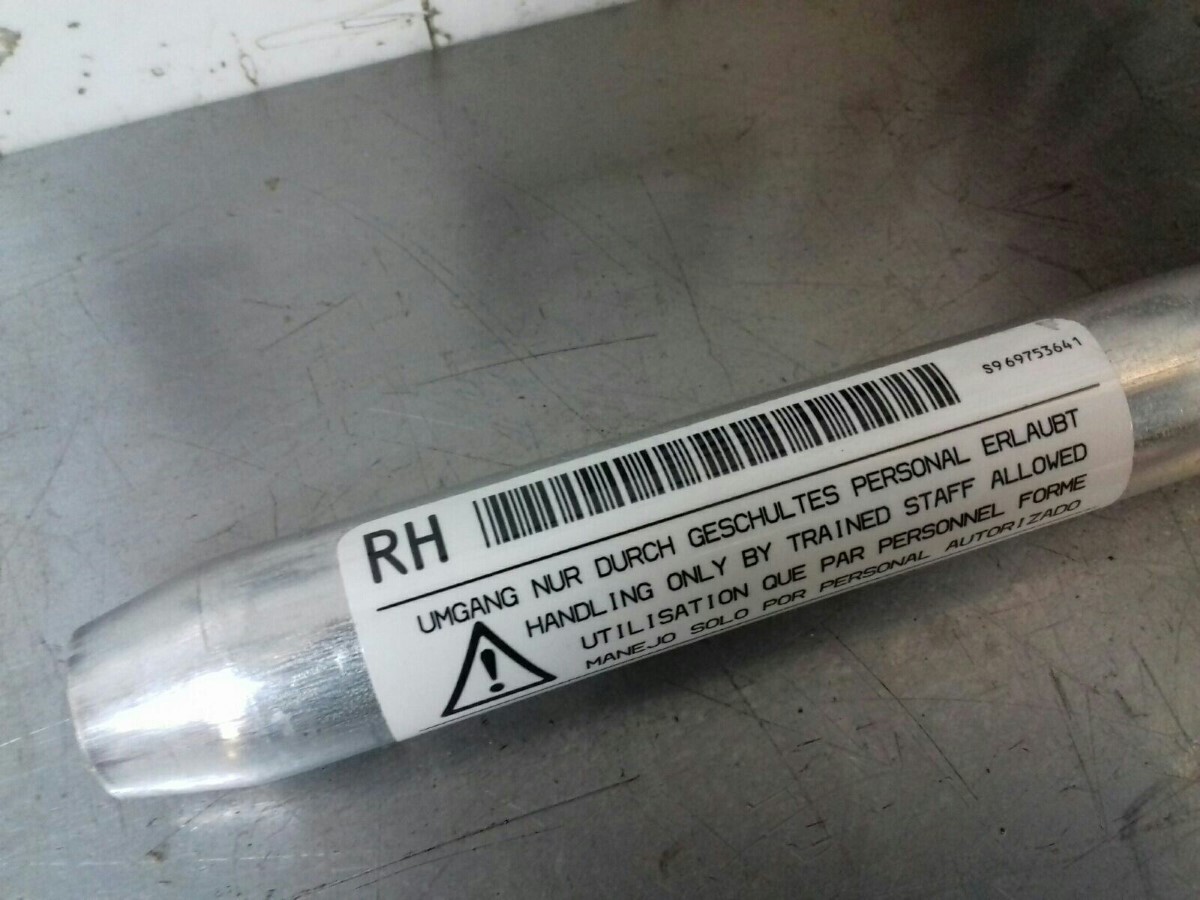 S969753641
RH
UMGANG NUR DURCH GESCHULTES PERSONAL ERLAUBT
HANDLING ONLY BY TRAINED STAFF ALLOWED
UTILISATION QUE PAR PERSONNEL FORME
MANEJO SOLO POR PERSONAL AUTORIZADO